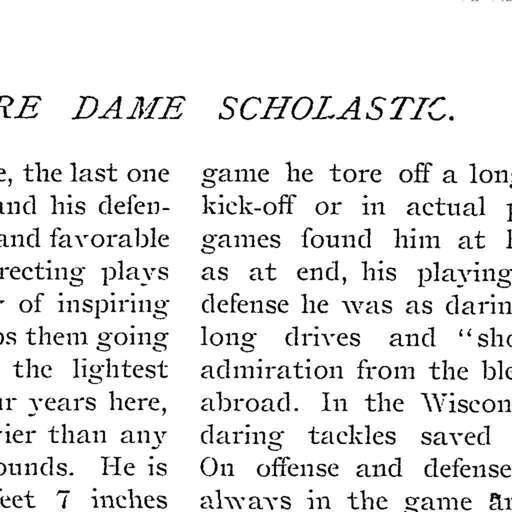 RE DAME SCHOLASTIC.
e, the last one
and his defen-
and favorable
recting plays
r of inspiring
ps them going
the lightest
ur years here,
vier than any
ounds. He is
feet 7 inches
game he tore off a long
kick-off or in actual p
games found him at h
as at end, his playing
defense he was as darin
long drives and "sho
admiration from the ble
abroad. In the Wiscon
daring tackles saved
On offense and defense
always in the game an